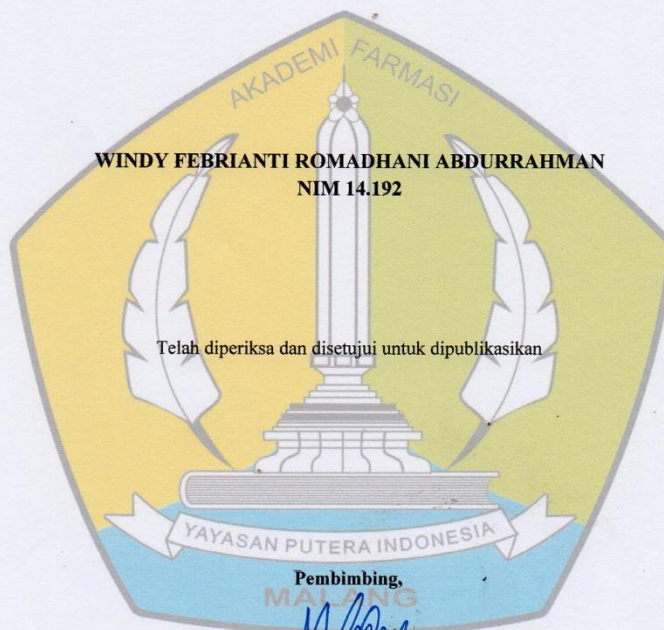 AKADEMI FARMASI
WINDY FEBRIANTI ROMADHANI ABDURRAHMAN
NIM 14.192
Telah diperiksa dan disetujui untuk dipublikasikan
YAYASAN PUTERA INDONESIA
Pembimbing,
MALANG